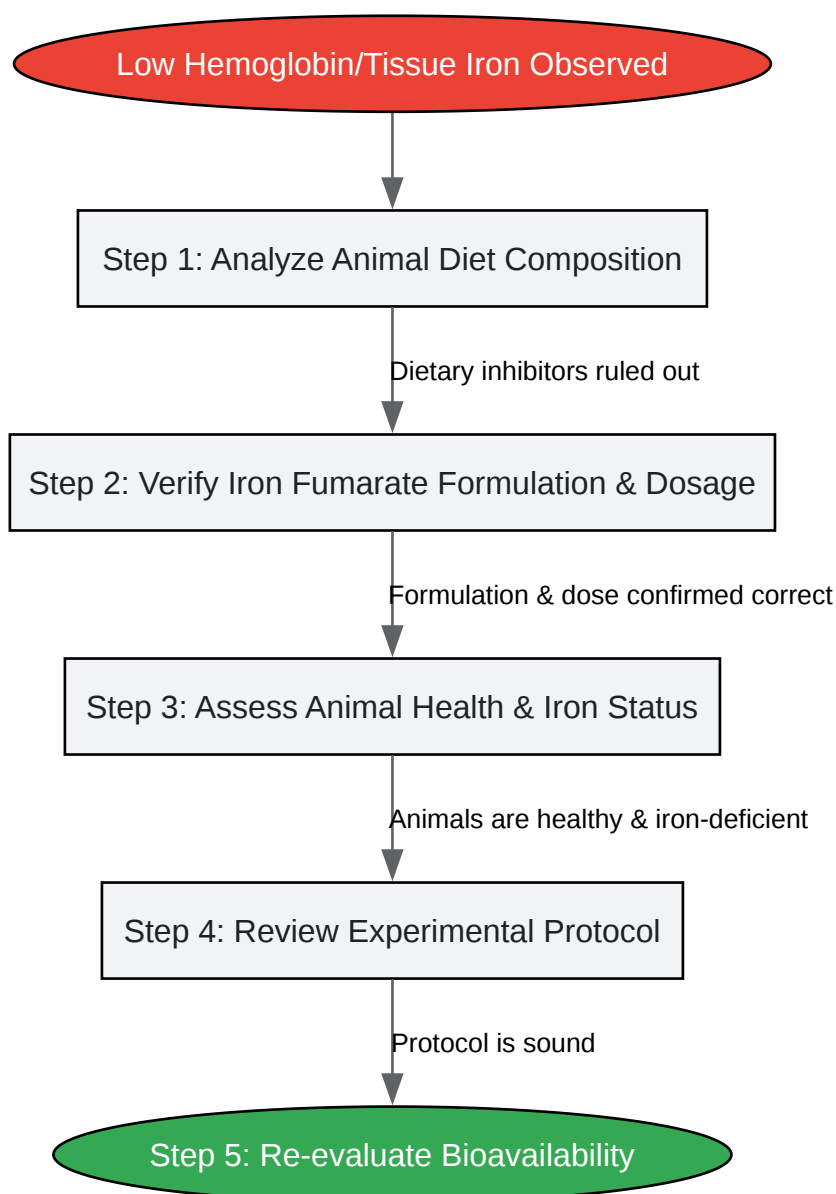 Low Hemoglobin/Tissue Iron Observed
Step 1: Analyze Animal Diet Composition
Dietary inhibitors ruled out
Step 2: Verify Iron Fumarate Formulation & Dosage
Formulation & dose confirmed correct
Step 3: Assess Animal Health & Iron Status
Animals are healthy & iron-deficient
Step 4: Review Experimental Protocol
Protocol is sound
Step 5: Re-evaluate Bioavailability